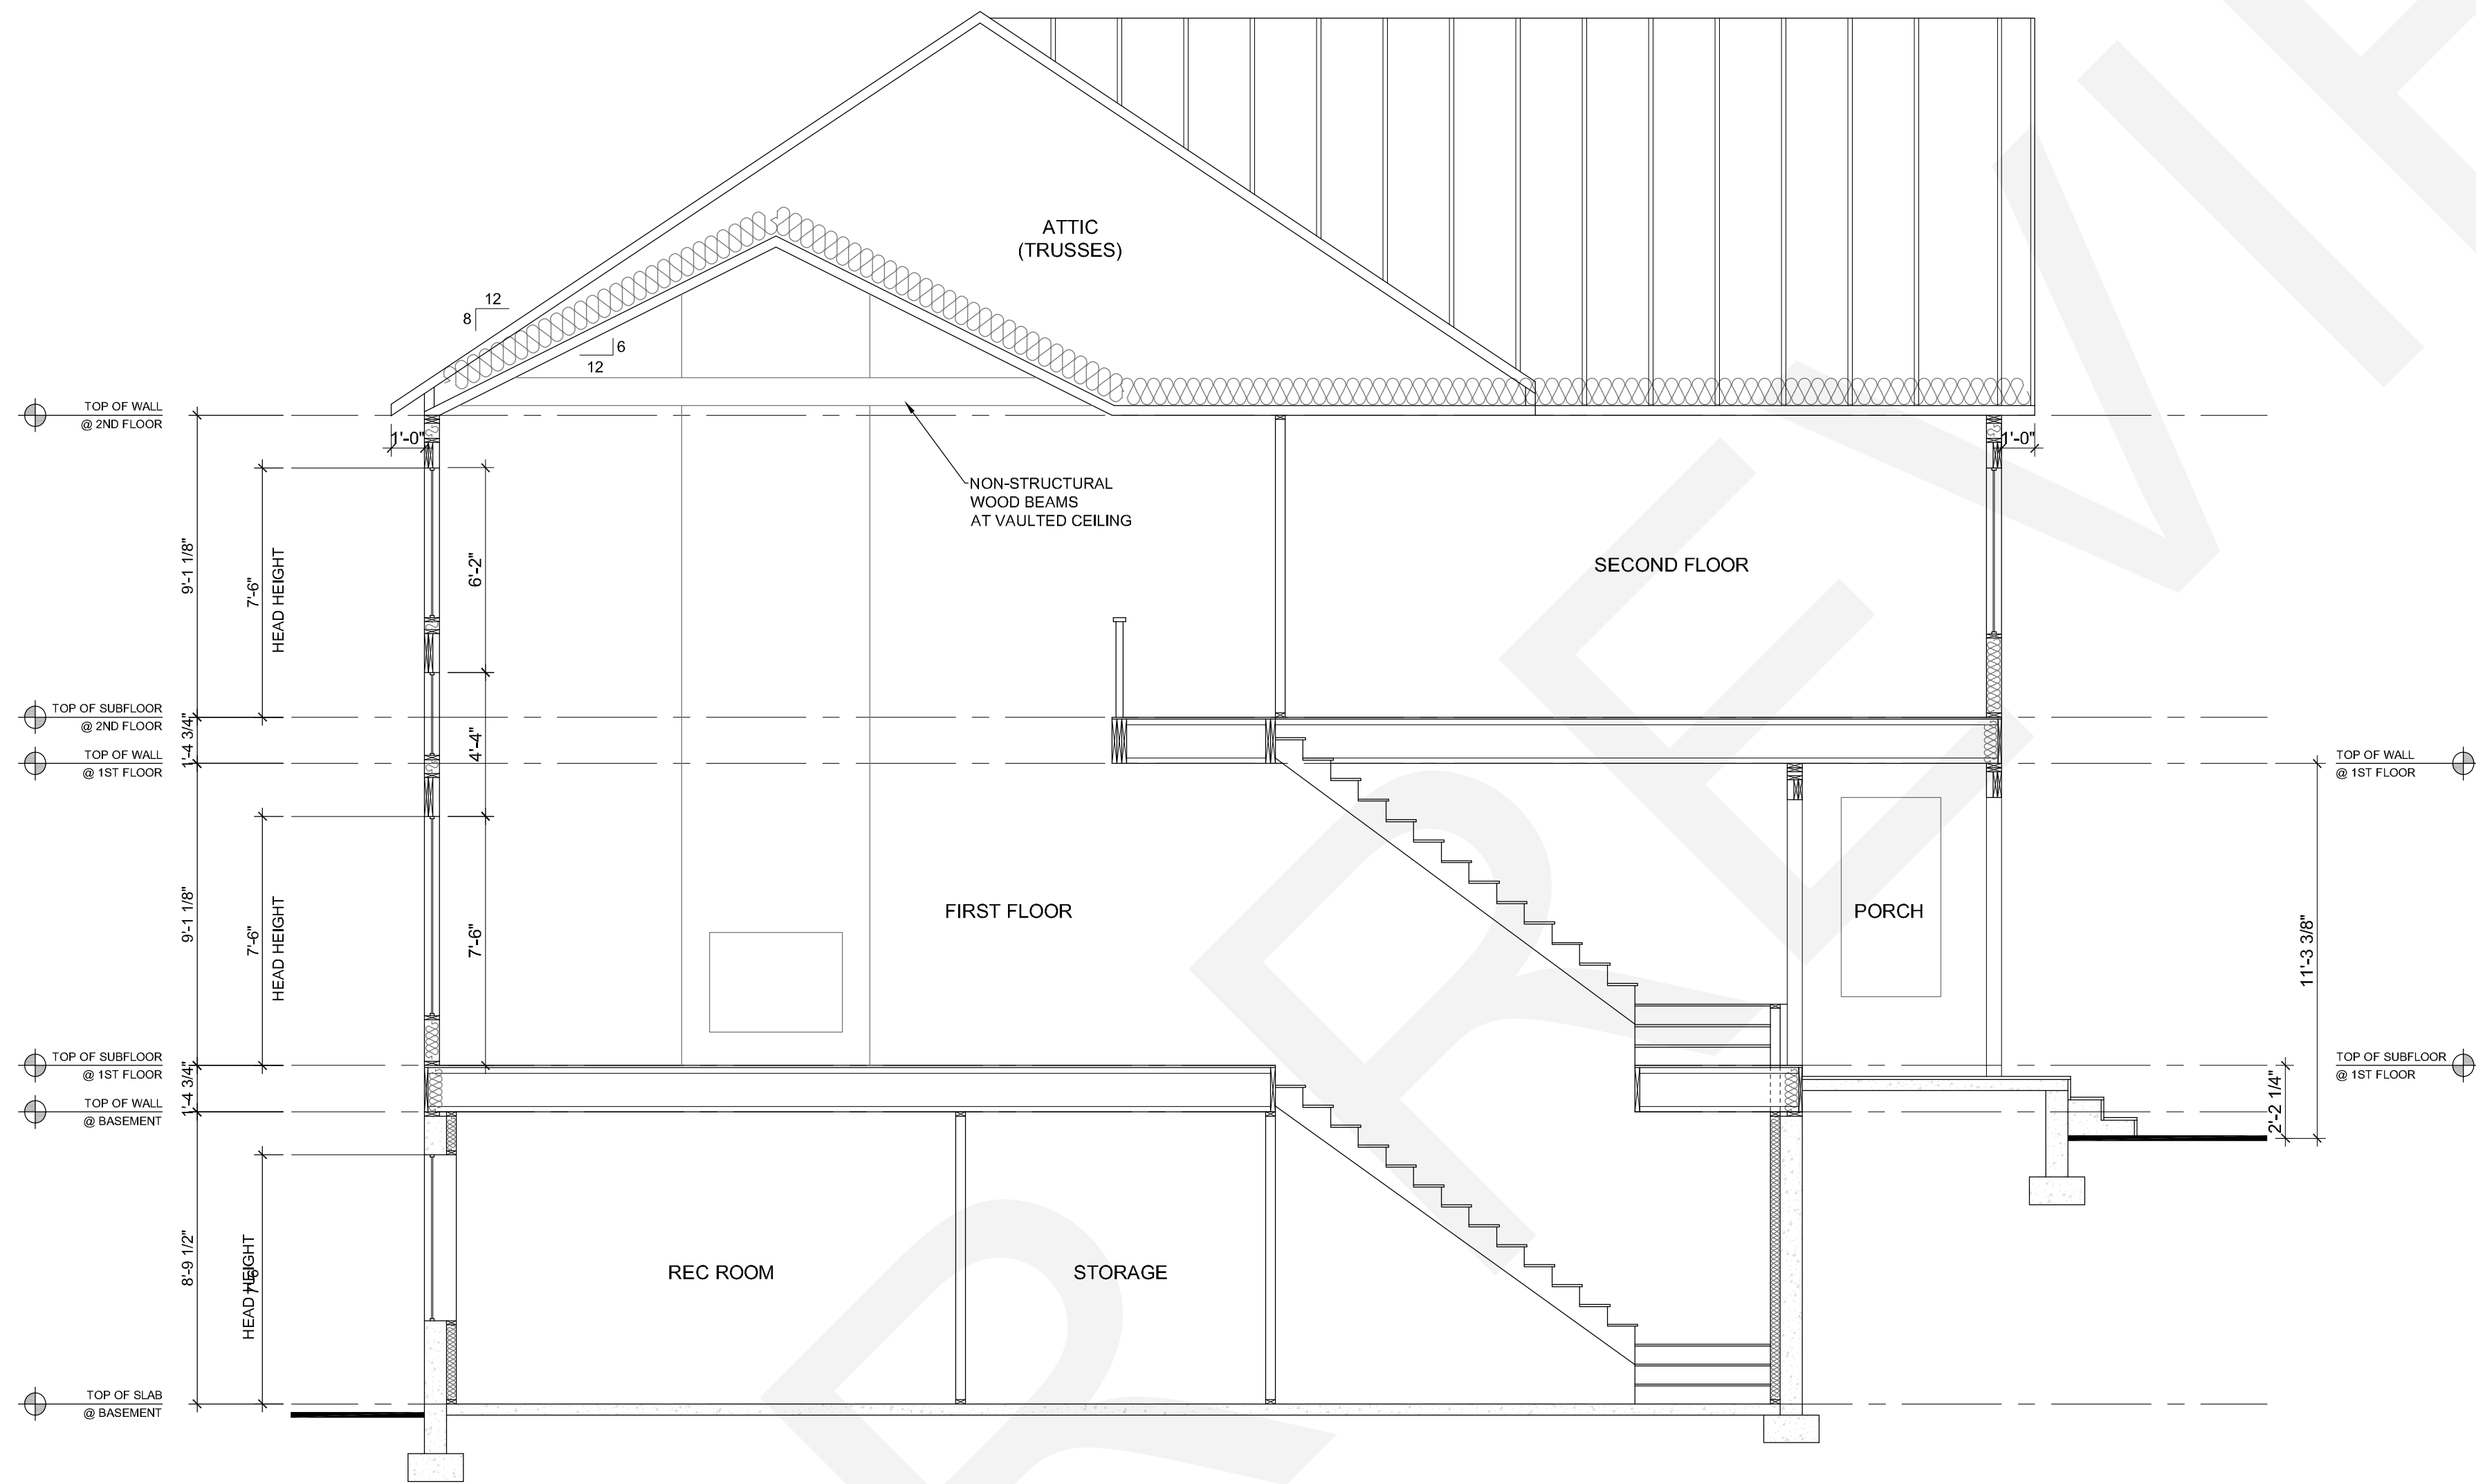 ATTIC
(TRUSSES)
12
8
6
12
TOP OF WALL
@ 2ND FLOOR
1'-0"
1'-0"
NON-STRUCTURAL
WOOD BEAMS
AT VAULTED CEILING
9'-1 1/8"
7'-6"
HEAD HEIGHT
6'-2"
SECOND FLOOR
TOP OF SUBFLOOR
@ 2ND FLOOR
1'-4 3/4"
4'-4"
TOP OF WALL
@ 1ST FLOOR
TOP OF WALL
@ 1ST FLOOR
9'-1 1/8"
7'-6"
HEAD HEIGHT
7'-6"
FIRST FLOOR
PORCH
11'-3 3/8"
TOP OF SUBFLOOR
@ 1ST FLOOR
TOP OF SUBFLOOR
@ 1ST FLOOR
1'-4 3/4"
2'-2 1/4"
TOP OF WALL
@ BASEMENT
8'-9 1/2"
HEAD HEIGHT
7'-6"
REC ROOM
STORAGE
TOP OF SLAB
@ BASEMENT